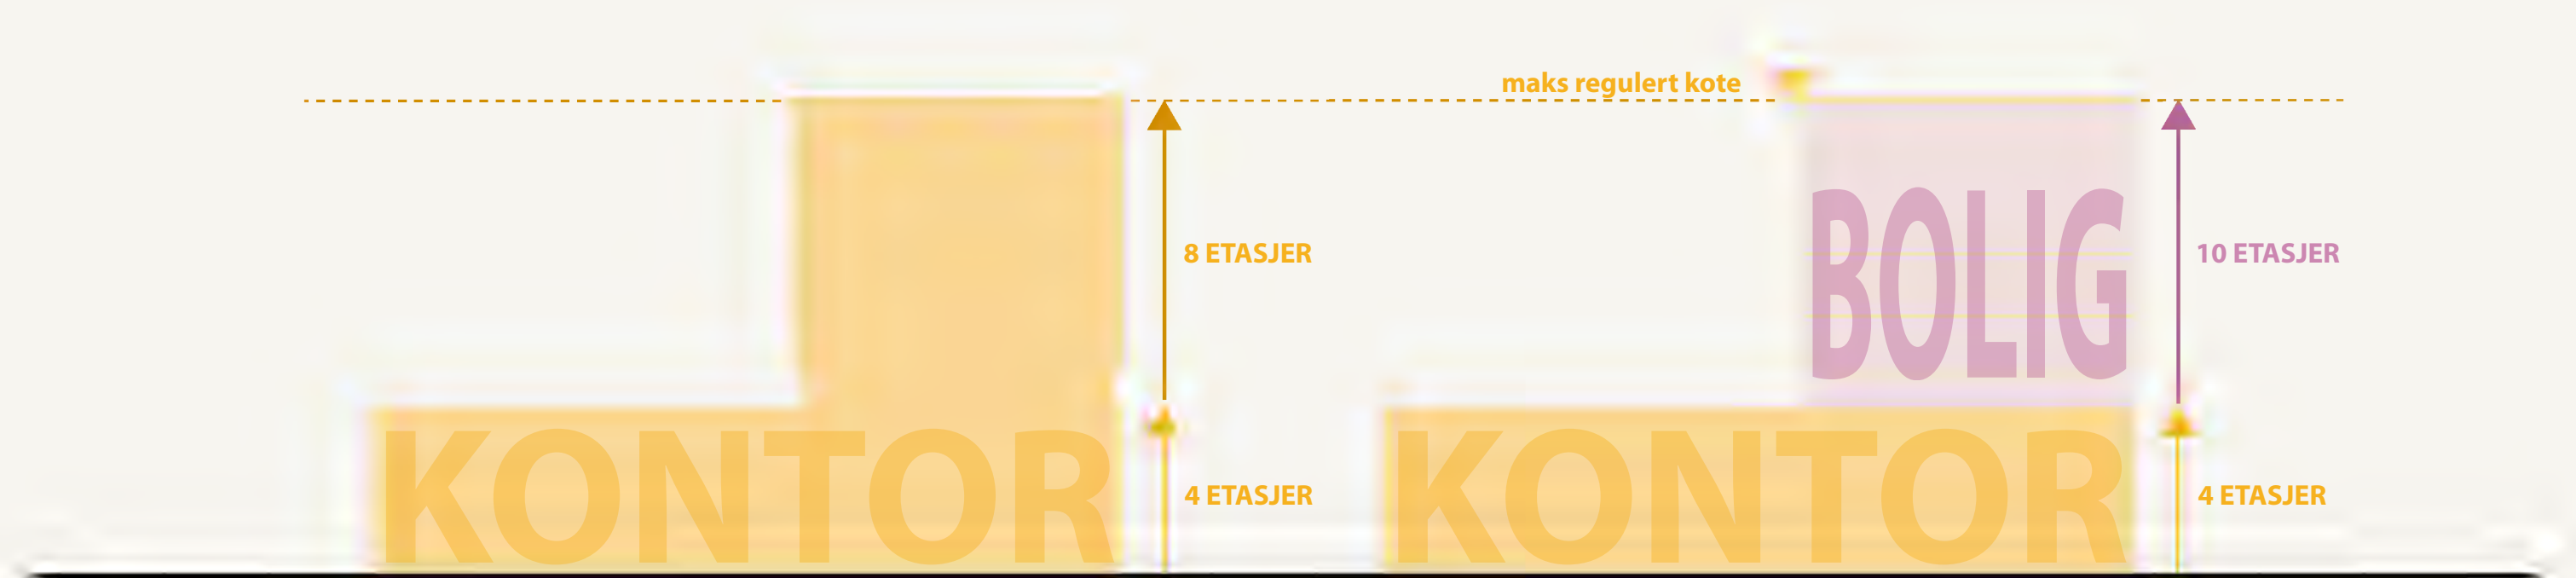 maks regulert kote
8 ETASJER
10 ETASJER
BOLIG
KONTOR
4 ETASJER
KONTOR
4 ETASJER